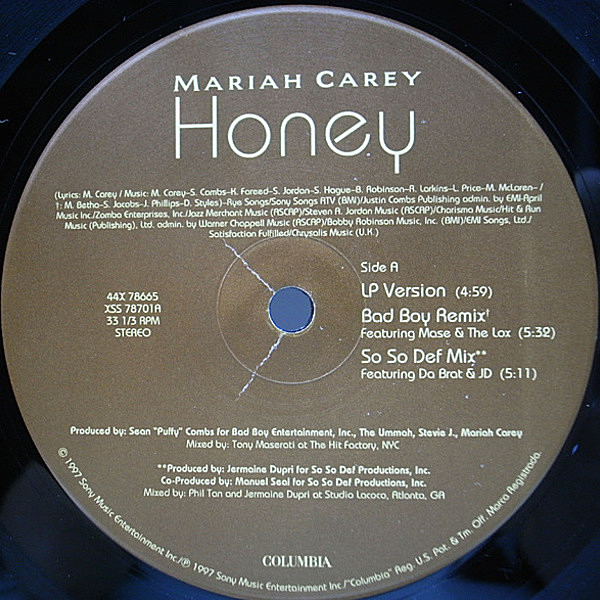 MARIAH CAREY
Honey
(Lyrics: M. Carey / Music: M. Carey-S. Combs-K. Fareed-S. Jordan-S. Hague-B. Robinson-R. Larkins-L. Price-M. McLaren- /
†: M. Betha-S. Jacobs-J. Phillips-D. Styles)-Rye Songs/Sony Songs ATV (BMI)/Justin Combs Publishing admin. by EMI-April
Music Inc./Zomba Enterprises, Inc./Jazz Merchant Music (ASCAP)/Steven A. Jordan Music (ASCAP)/Charisma Music/Hit & Run
Music (Publishing), Ltd. admin. by Warner Chappell Music (ASCAP)/Bobby Robinson Music, Inc. (BMI)/EMI Songs, Ltd./
Satisfaction Fulfilled/Chrysalis Music (U.K.)
Side A
LP Version (4:59)
Bad Boy Remix†
Featuring Mase & The Lox (5:32)
So So Def Mix**
Featuring Da Brat & JD (5:11)
44X 78665
XSS 78701A
33 1/3 RPM
STEREO
Produced by: Sean "Puffy" Combs for Bad Boy Entertainment, Inc., The Ummah, Stevie J., Mariah Carey
Mixed by: Tony Maserati at The Hit Factory, NYC
**Produced by: Jermaine Dupri for So So Def Productions, Inc.
Co-Produced by: Manuel Seal for So So Def Productions, Inc.
Mixed by: Phil Tan and Jermaine Dupri at Studio Lacoco, Atlanta, GA
COLUMBIA
© 1997 Sony Music Entertainment Inc./℗ 1997 Sony Music Entertainment Inc./"Columbia" Reg. U.S. Pat. & Tm. Off. Marca Registrada.